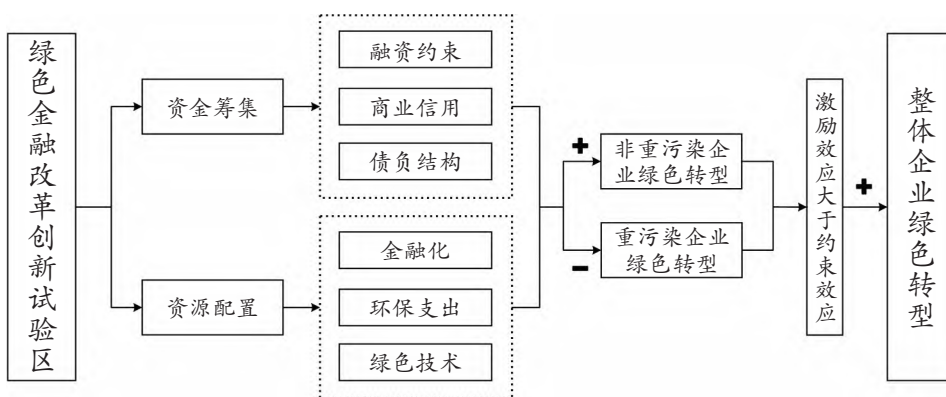 绿色金融改革创新试验区
资金筹集
资源配置
融资约束
商业信用
债负结构
金融化
环保支出
绿色技术
+
非重污染企
业绿色转型
−
重污染企业
绿色转型
激励效应大于约束效应
+
整体企业绿色转型